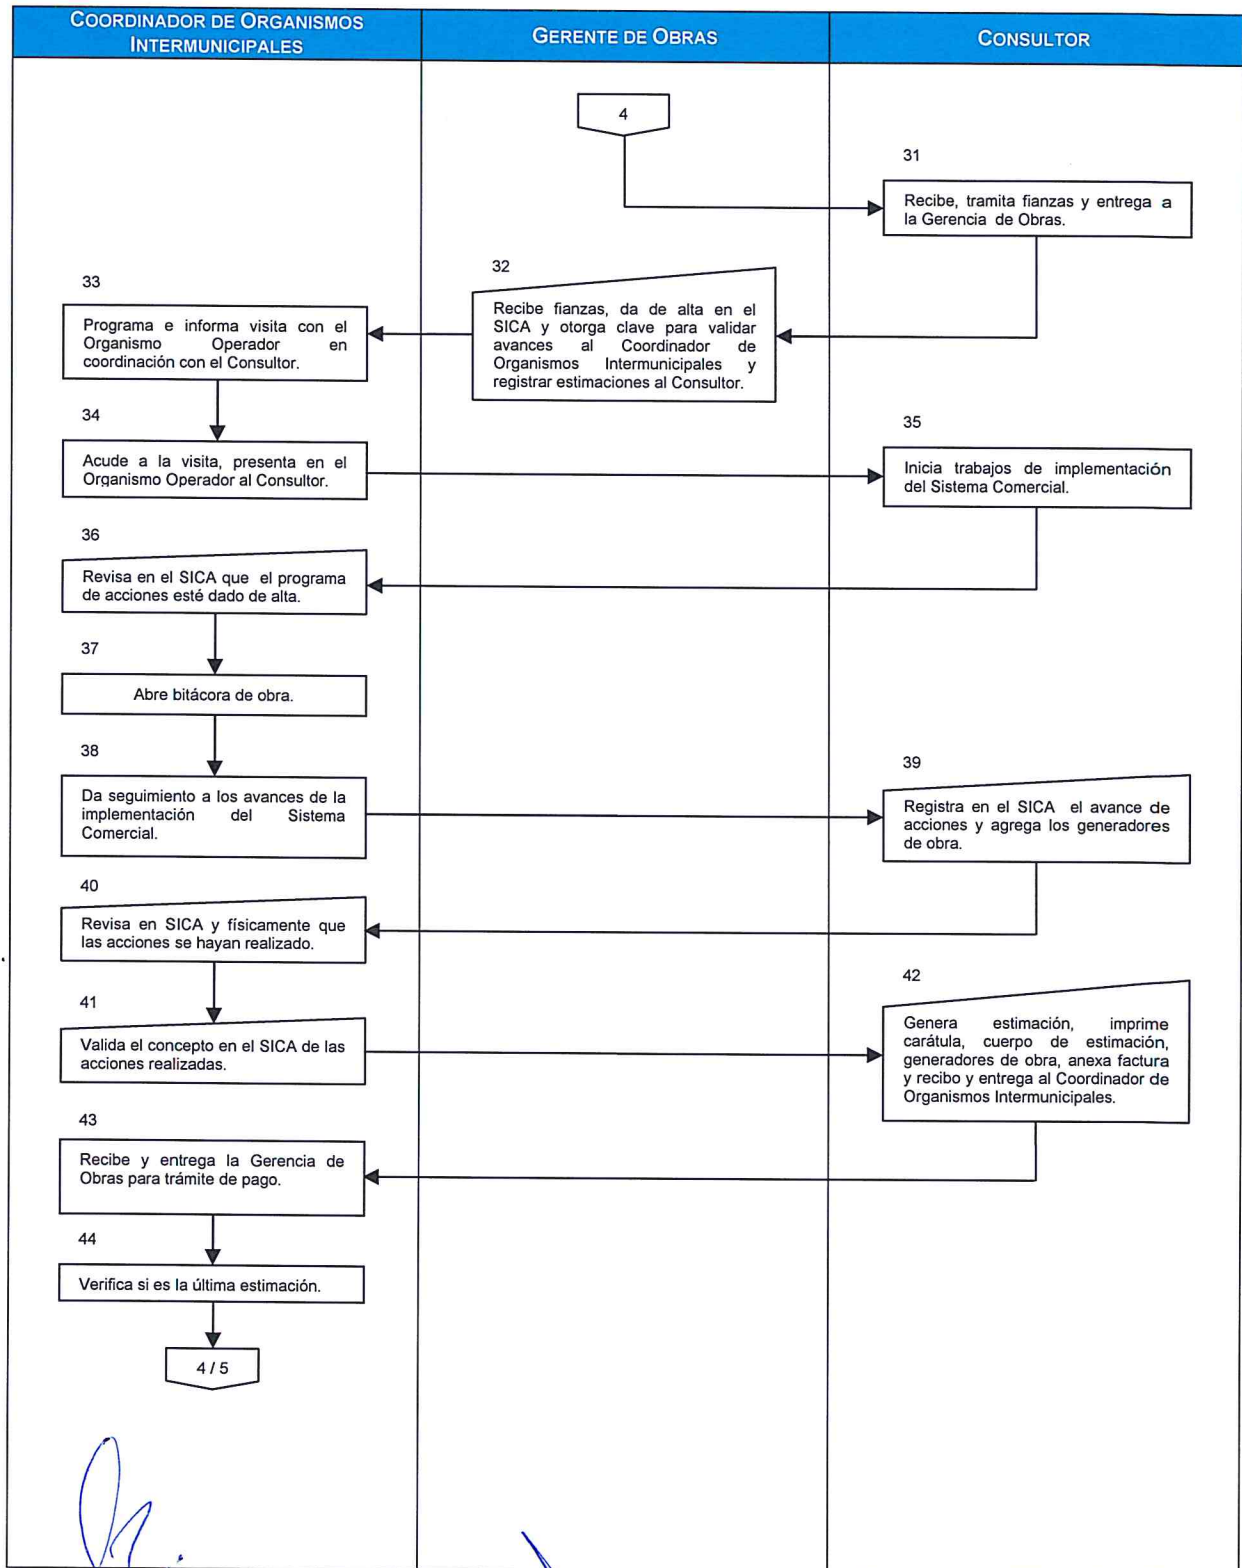 COORDINADOR DE ORGANISMOS
INTERMUNICIPALES
GERENTE DE OBRAS
CONSULTOR
4
31
Recibe, tramita fianzas y entrega a
la Gerencia de Obras.
32
Recibe fianzas, da de alta en el
SICA y otorga clave para validar
avances al Coordinador de
Organismos Intermunicipales y
registrar estimaciones al Consultor.
33
Programa e informa visita con el
Organismo Operador en
coordinación con el Consultor.
34
Acude a la visita, presenta en el
Organismo Operador al Consultor.
35
Inicia trabajos de implementación
del Sistema Comercial.
36
Revisa en el SICA que el programa
de acciones esté dado de alta.
37
Abre bitácora de obra.
38
Da seguimiento a los avances de la
implementación del Sistema
Comercial.
39
Registra en el SICA el avance de
acciones y agrega los generadores
de obra.
40
Revisa en SICA y físicamente que
las acciones se hayan realizado.
41
Valida el concepto en el SICA de las
acciones realizadas.
42
Genera estimación, imprime
carátula, cuerpo de estimación,
generadores de obra, anexa factura
y recibo y entrega al Coordinador de
Organismos Intermunicipales.
43
Recibe y entrega la Gerencia de
Obras para trámite de pago.
44
Verifica si es la última estimación.
4 / 5